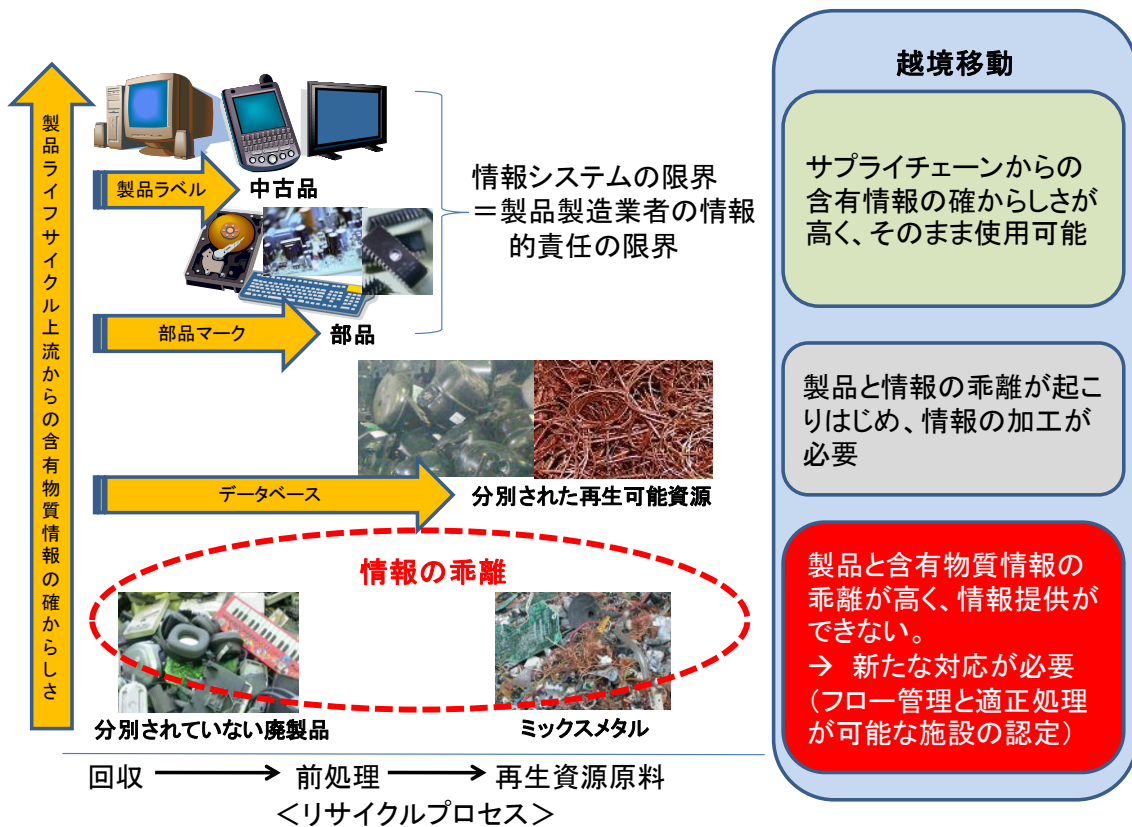 製品ライフサイクル上流からの含有物質情報の確からしさ
製品ラベル
中古品
情報システムの限界
＝製品製造業者の情報
的責任の限界
部品マーク
部品
データベース
分別された再生可能資源
情報の乖離
分別されていない廃製品
ミックスメタル
回収
前処理
再生資源原料
＜リサイクルプロセス＞
越境移動
サプライチェーンからの
含有情報の確からしさが
高く、そのまま使用可能
製品と情報の乖離が起こ
りはじめ、情報の加工が
必要
製品と含有物質情報の
乖離が高く、情報提供が
できない。
→ 新たな対応が必要
（フロー管理と適正処理
が可能な施設の認定）